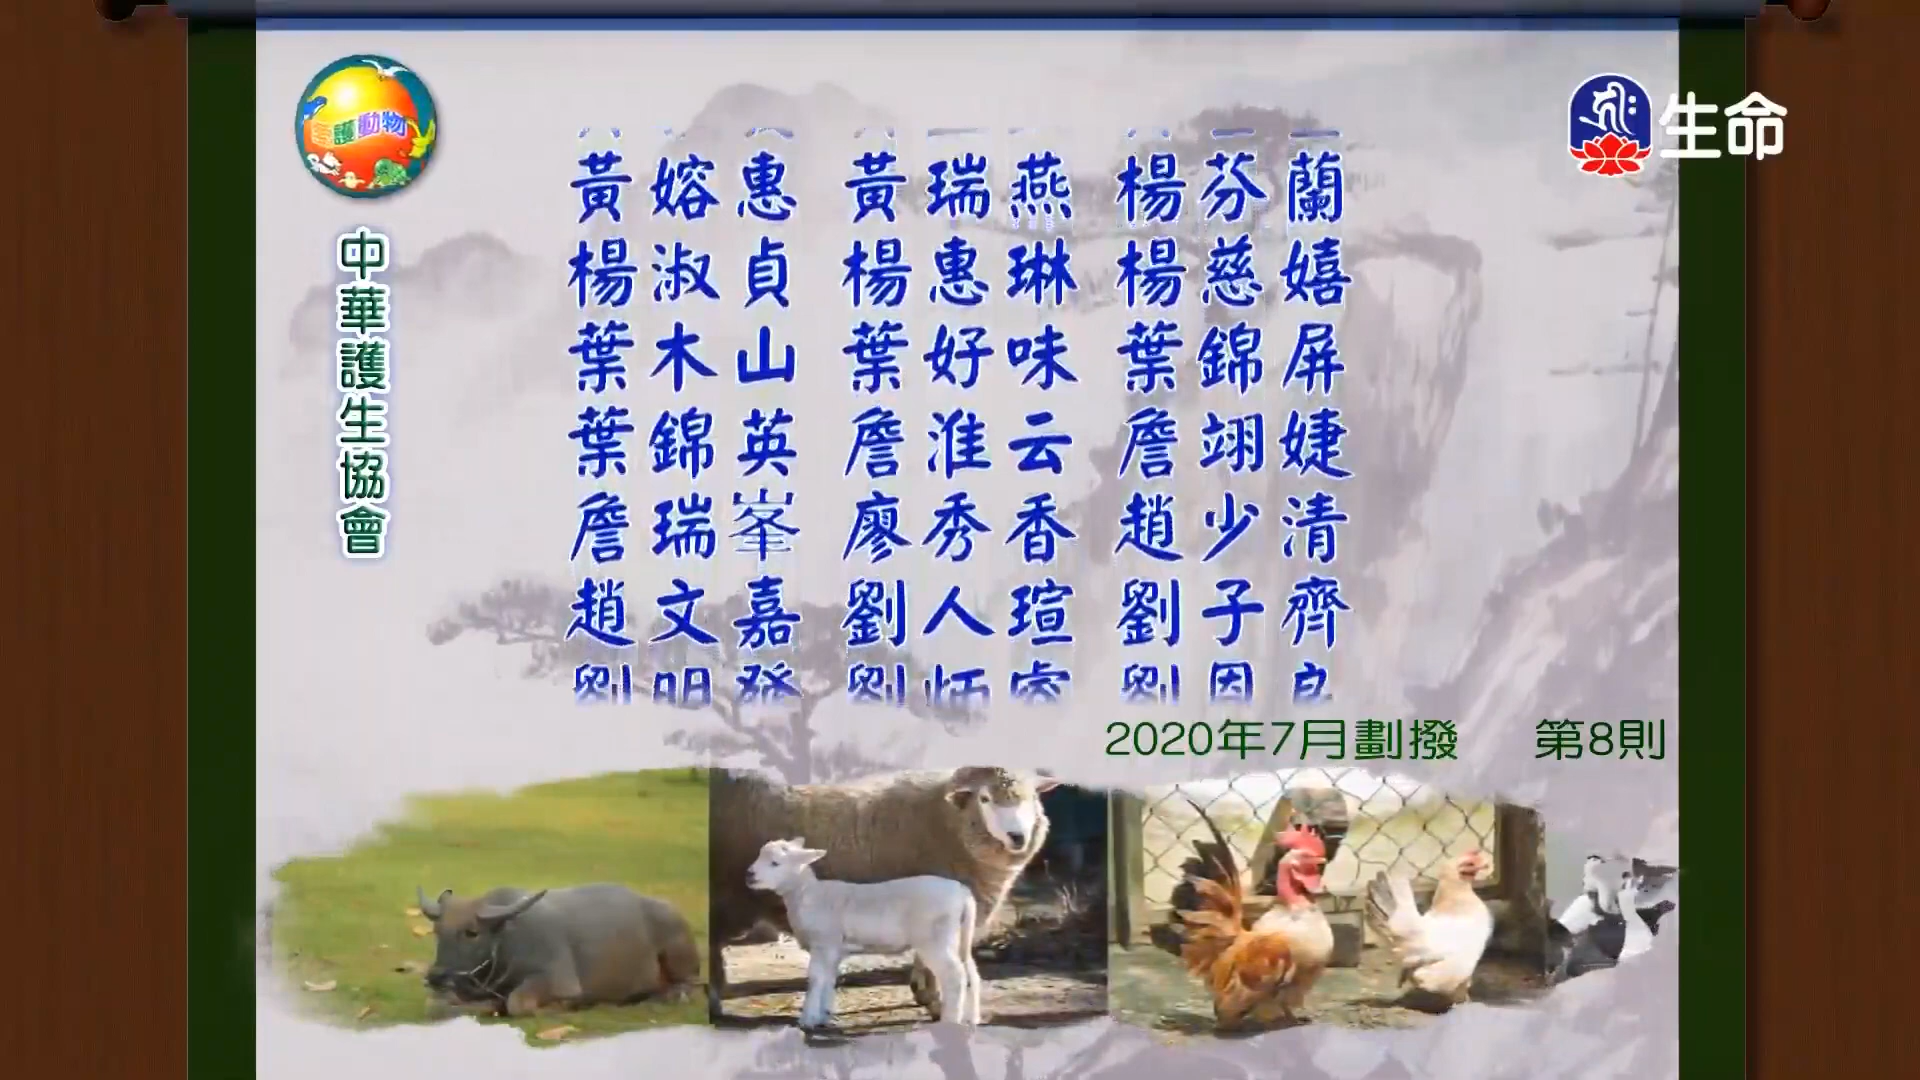 生命
護動物
中華護生協會
黃嫆惠 黃瑞燕 楊芬蘭
楊淑貞 楊惠琳 楊慈嬉
葉木山 葉好味 葉錦屏
葉錦英 詹淮云 詹翊婕
詹瑞峯 廖秀香 趙少清
趙文嘉 劉人瑄 劉子齊
2020年7月劃撥 第8則